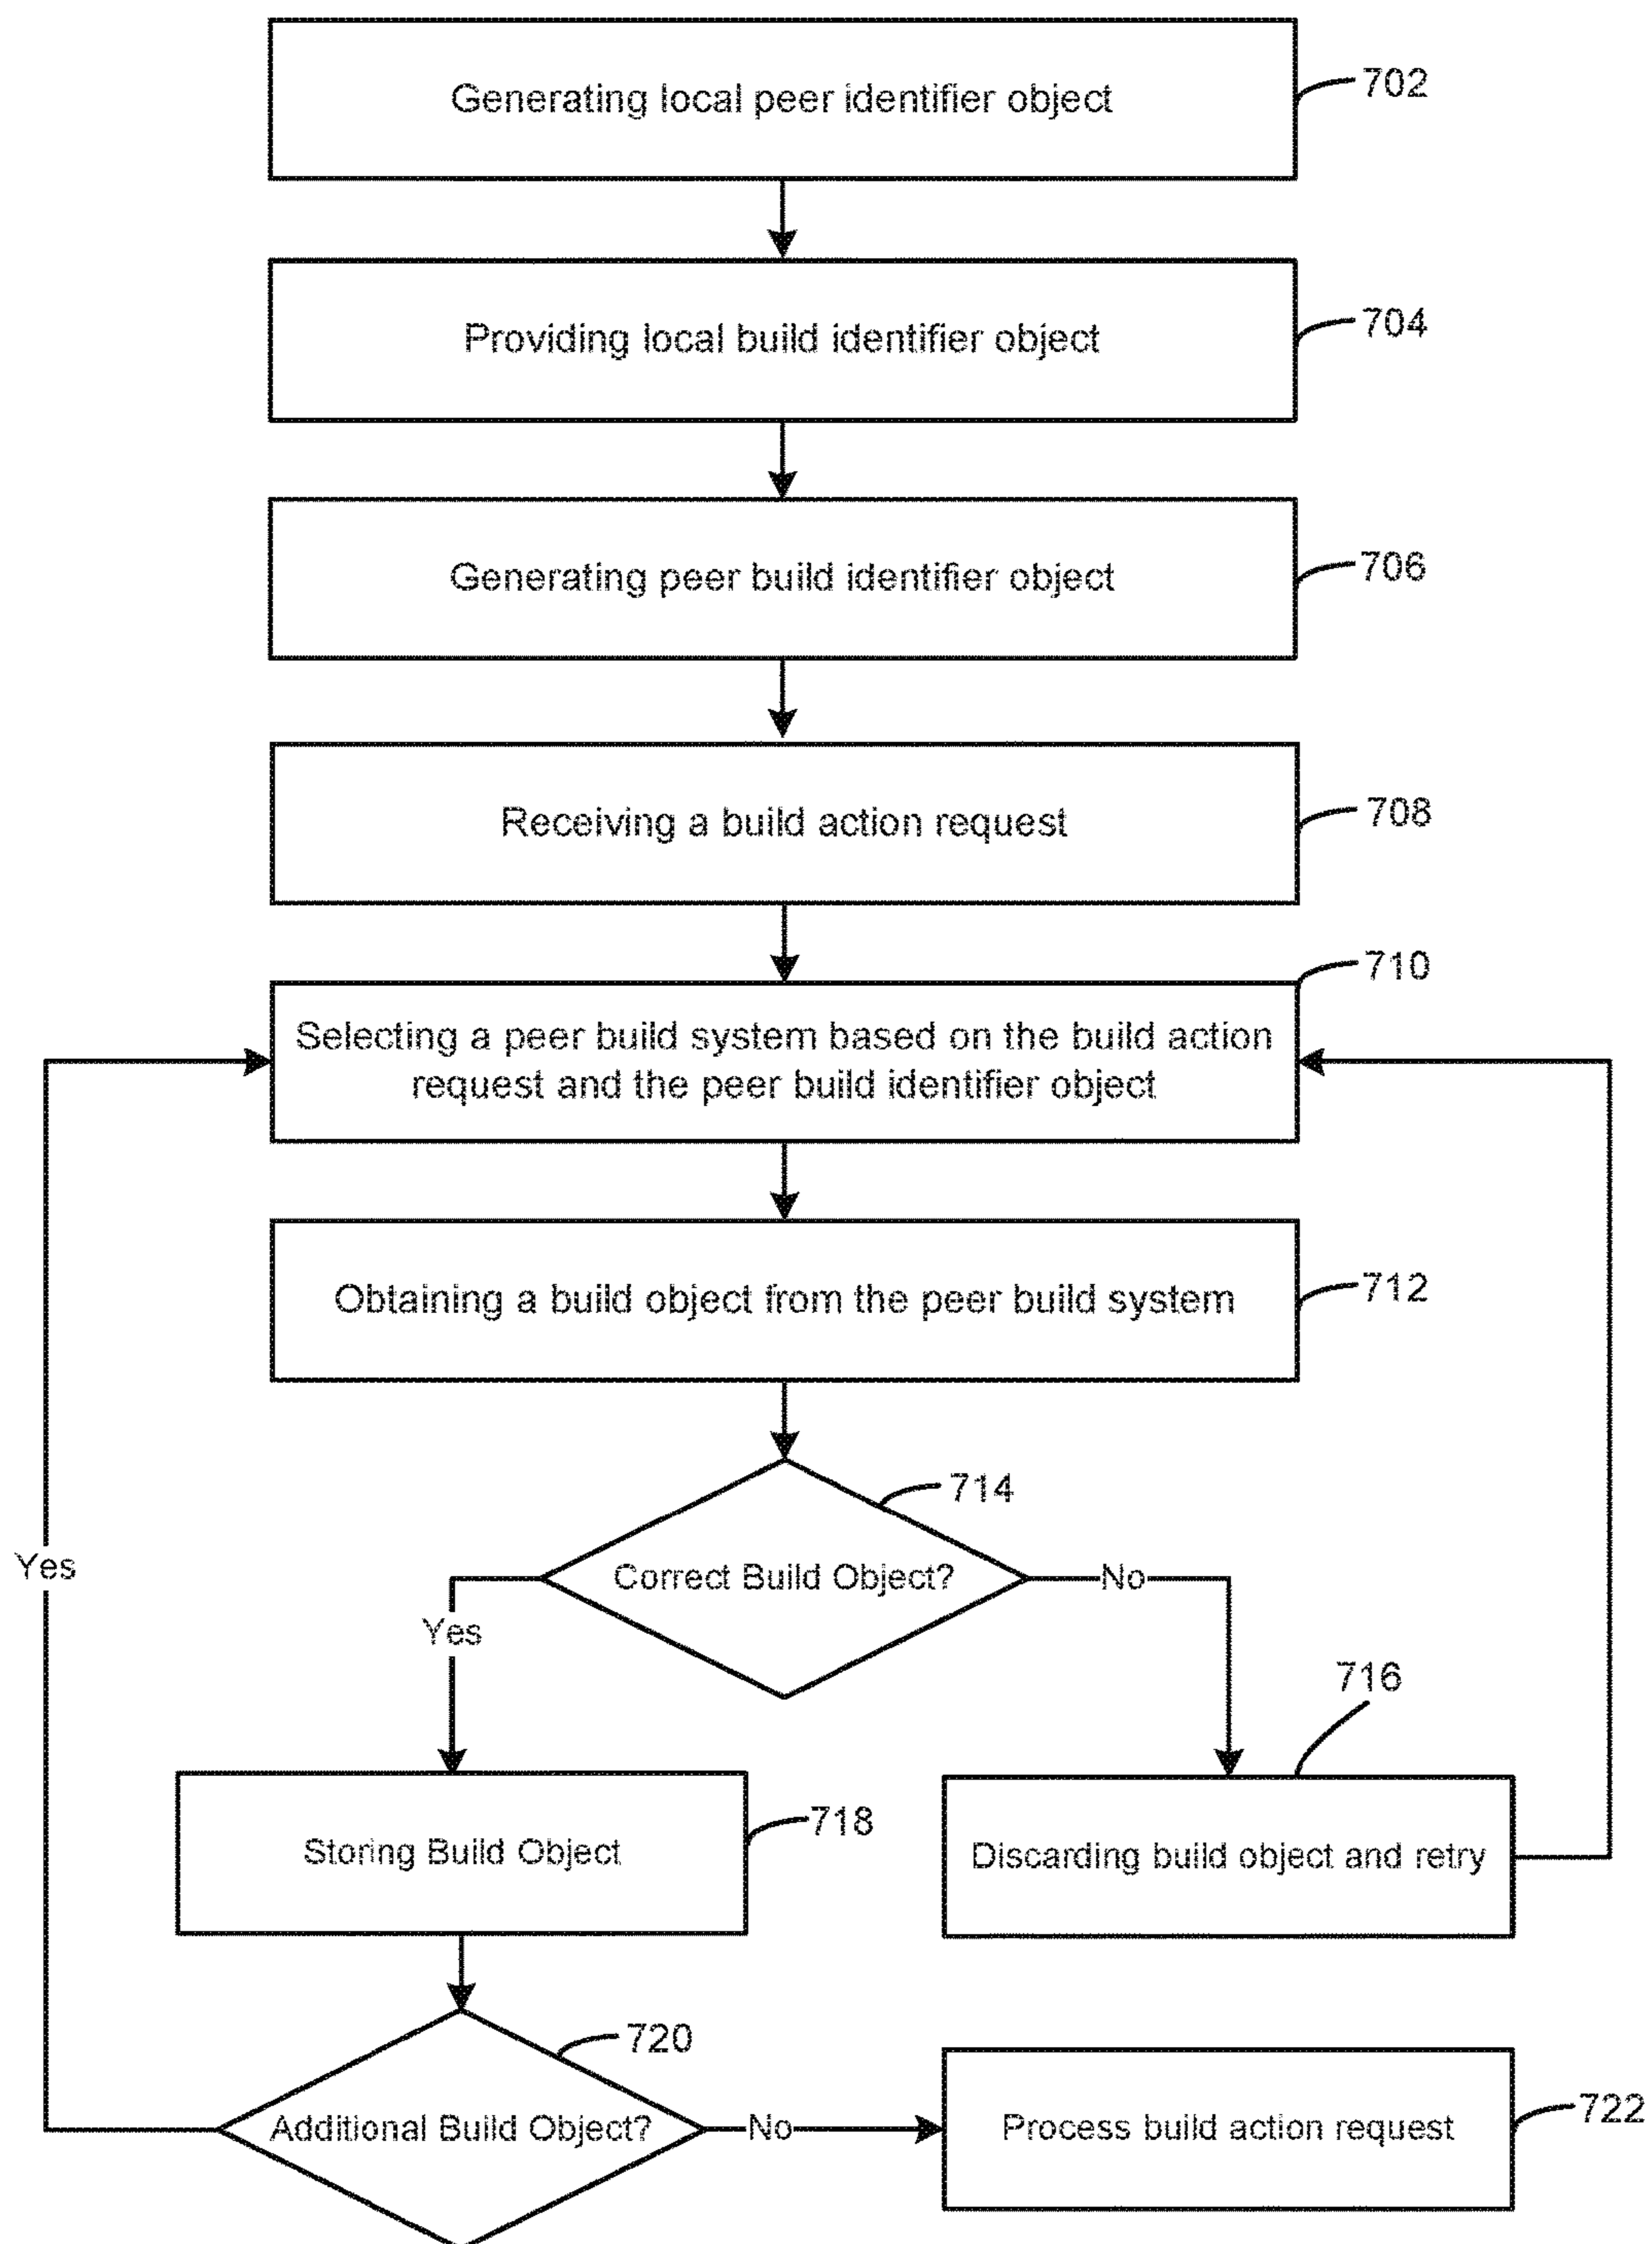 Generating local peer identifier object
702
Providing local build identifier object
704
Generating peer build identifier object
706
Receiving a build action request
708
710
Selecting a peer build system based on the build action
request and the peer build identifier object
Obtaining a build object from the peer build system
712
714
Correct Build Object?
No
Yes
Yes
716
Storing Build Object
718
Discarding build object and retry
720
Additional Build Object?
No
Process build action request
722